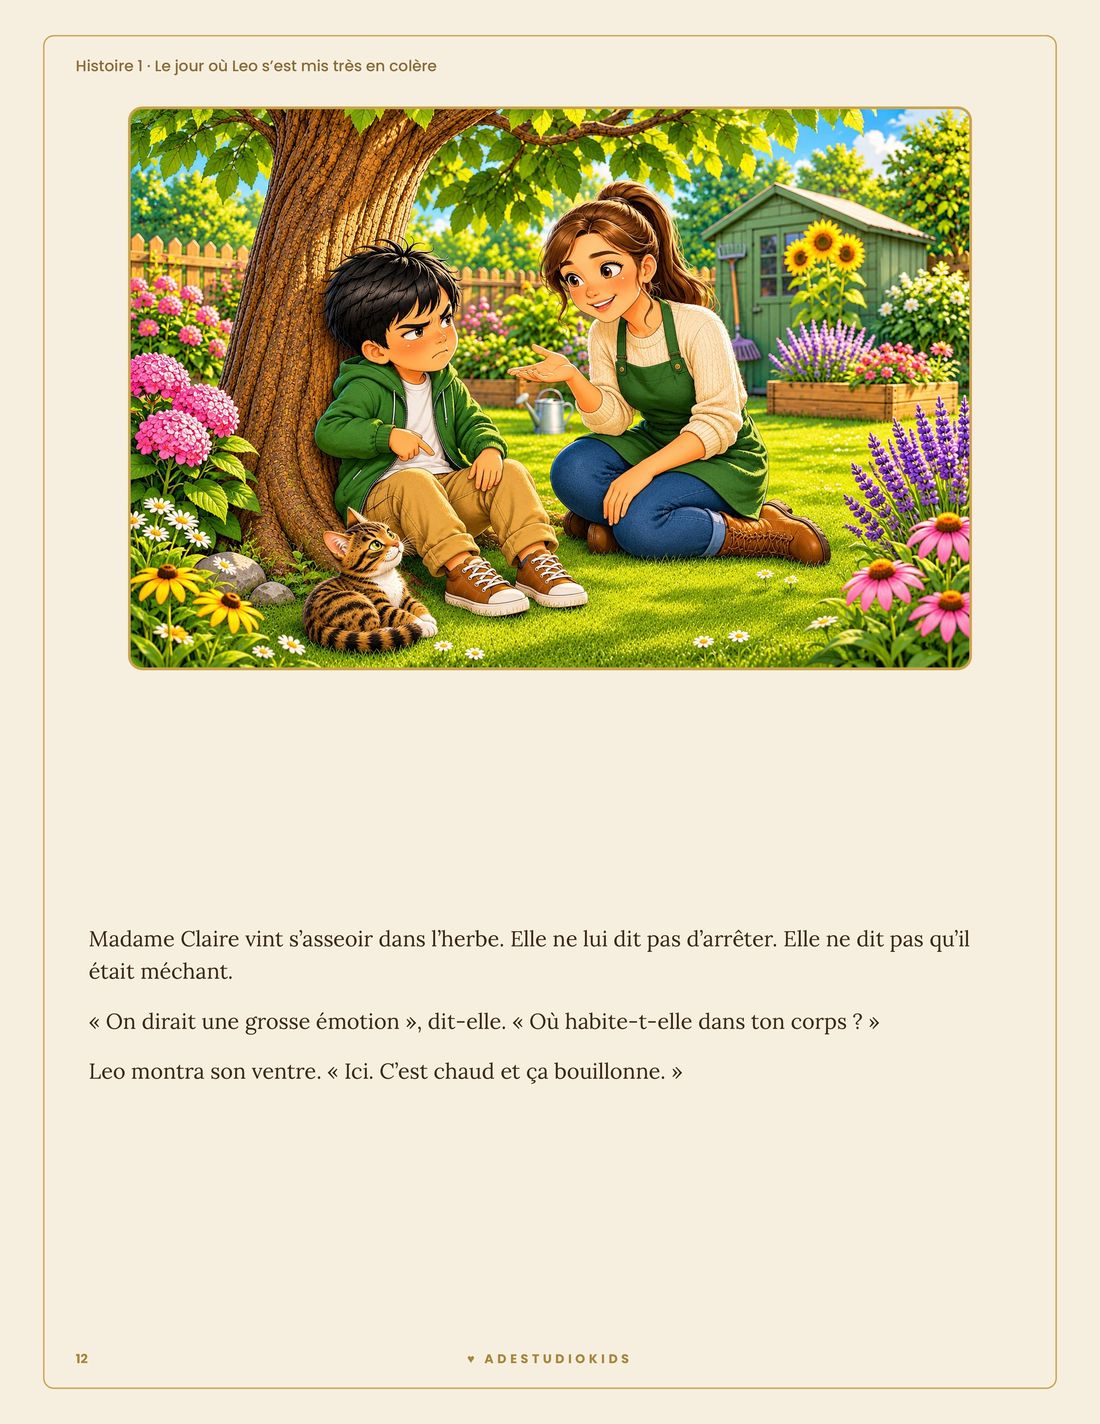 Histoire 1 · Le jour où Leo s’est mis très en colère
Madame Claire vint s’asseoir dans l’herbe. Elle ne lui dit pas d’arrêter. Elle ne dit pas qu’il
était méchant.
« On dirait une grosse émotion », dit-elle. « Où habite-t-elle dans ton corps ? »
Leo montra son ventre. « Ici. C’est chaud et ça bouillonne. »
12
♥ ADESTUDIOKIDS